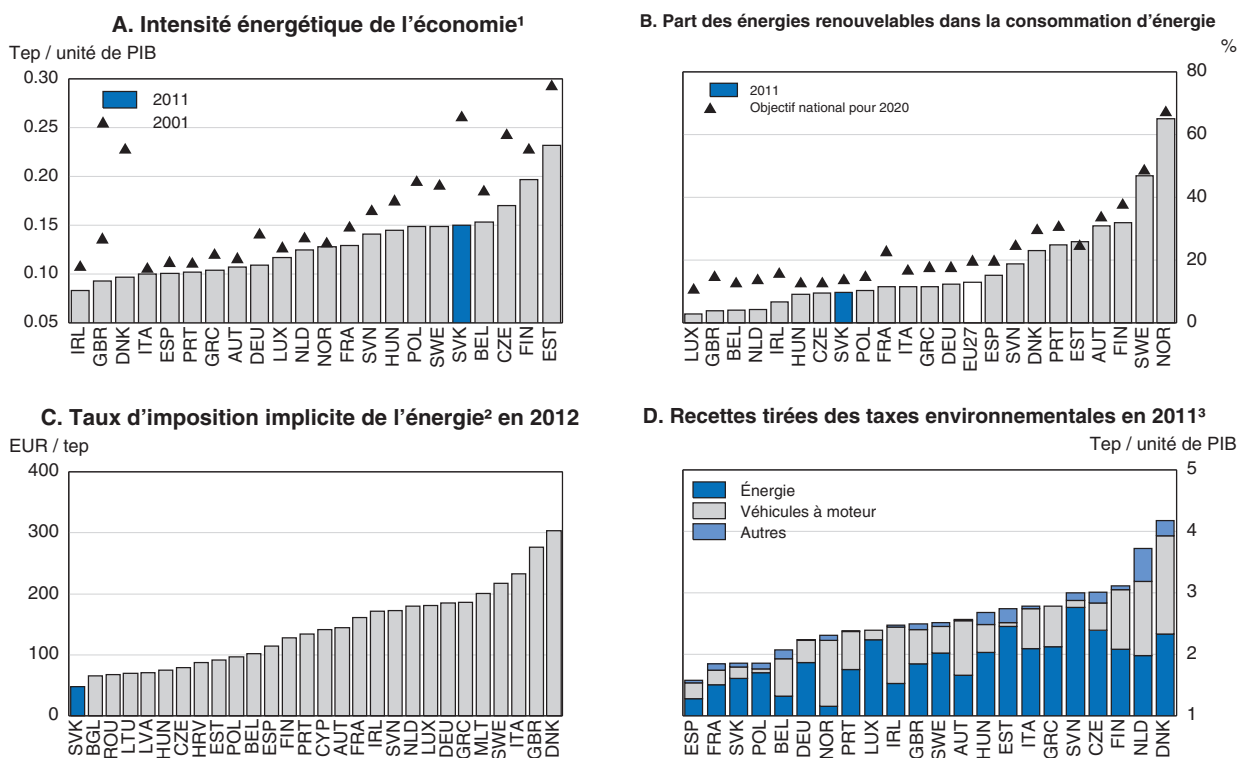 A. Intensité énergétique de l'économie¹
Tep / unité de PIB
0.30
0.25
0.20
0.15
0.10
0.05
2011
2001
IRL GBR DNK ITA ESP PRT GRC AUT DEU LUX NLD NOR FRA SVN HUN POL SWE SVK BEL CZE FIN EST
B. Part des énergies renouvelables dans la consommation d'énergie
%
80
60
40
20
0
2011
Objectif national pour 2020
LUX GBR BEL NLD IRL HUN CZE SVK POL FRA ITA GRC DEU EU27 ESP SVN DNK PRT EST AUT FIN SWE NOR
C. Taux d'imposition implicite de l'énergie² en 2012
EUR / tep
400
300
200
100
0
SVK BGL ROU LTU LVA HUN CZE HRV EST POL BEL ESP FIN PRT CYP AUT FRA IRL SVN NLD LUX DEU GRC MLT SWE ITA GBR DNK
D. Recettes tirées des taxes environnementales en 2011³
Tep / unité de PIB
5
4
3
2
1
Énergie
Véhicules à moteur
Autres
ESP FRA SVK POL BEL DEU NOR PRT LUX IRL GBR SWE AUT HUN EST ITA GRC SVN CZE FIN NLD DNK